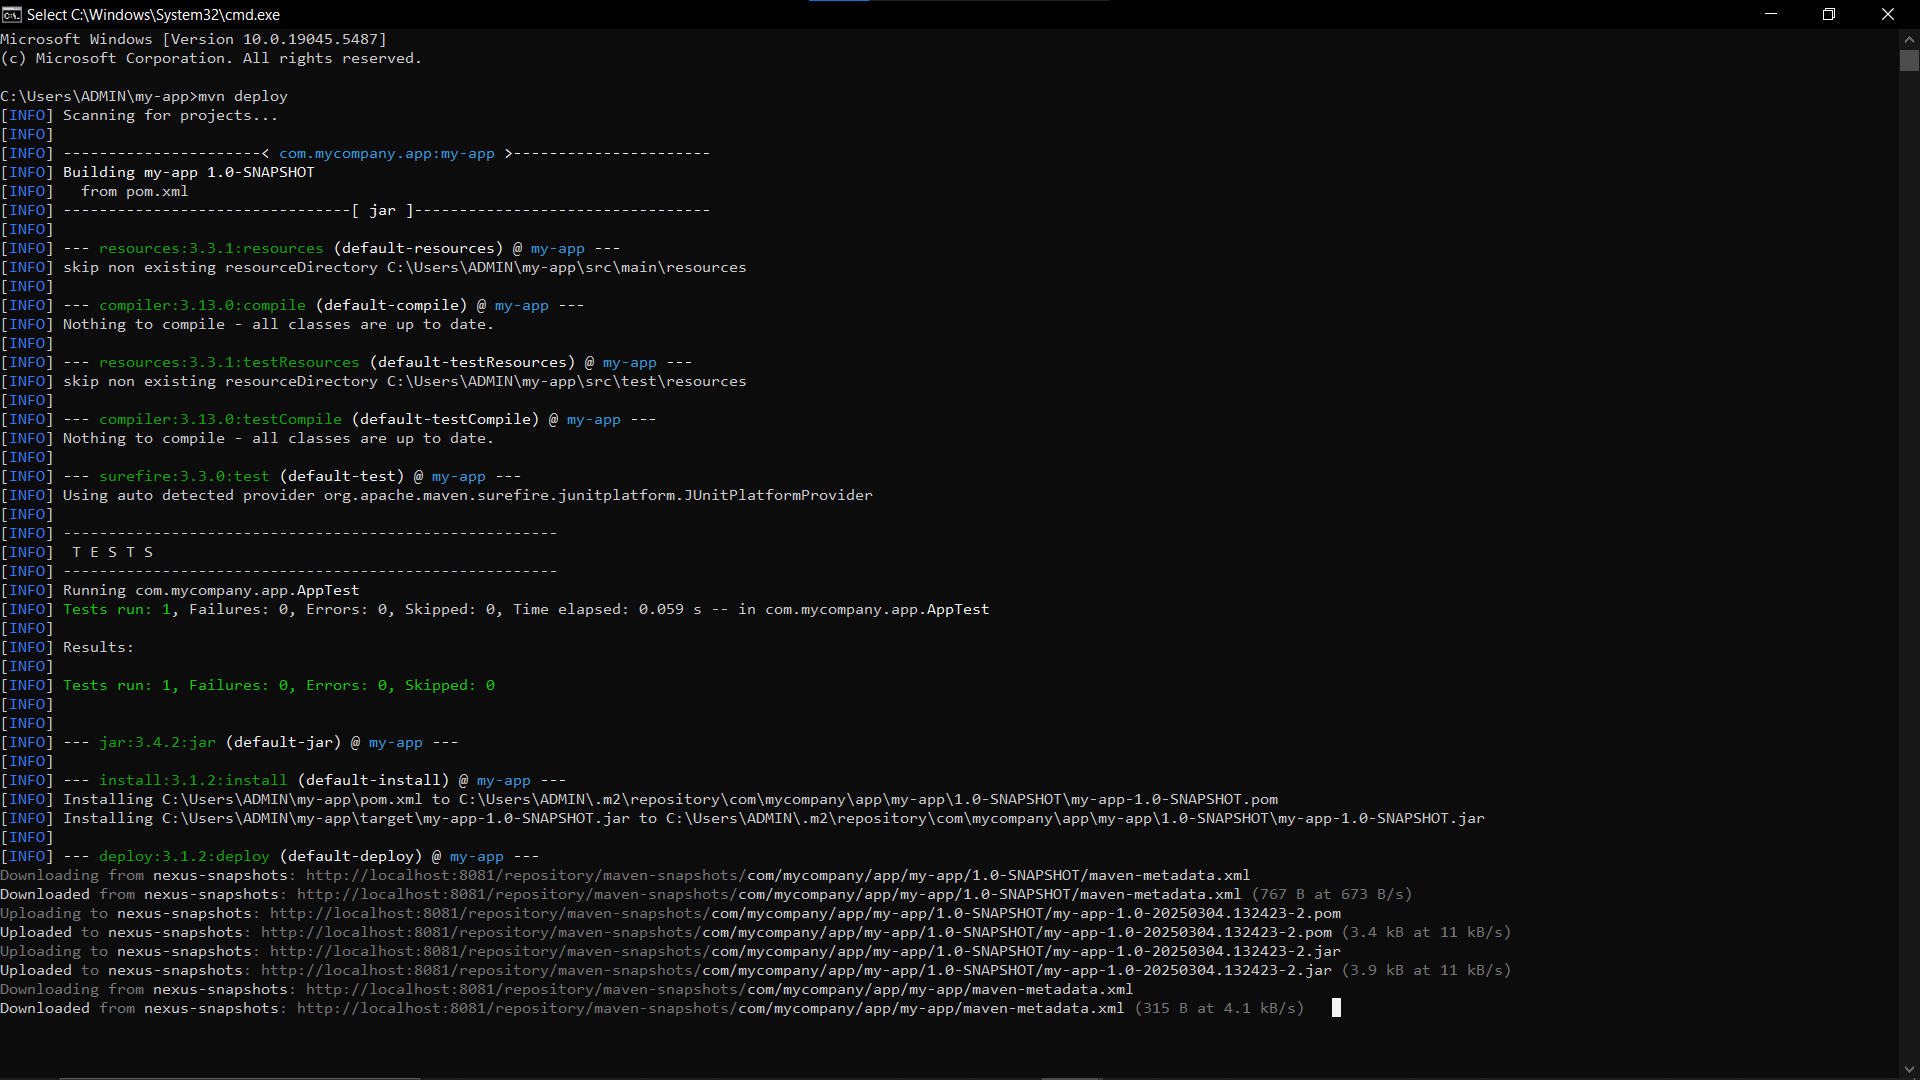 Select C:\Windows\System32\cmd.exe
Microsoft Windows [Version 10.0.19045.5487]
(c) Microsoft Corporation. All rights reserved.
C:\Users\ADMIN\my-app>mvn deploy
[INFO] Scanning for projects...
[INFO]
[INFO] ----------------------< com.mycompany.app:my-app >----------------------
[INFO] Building my-app 1.0-SNAPSHOT
[INFO]   from pom.xml
[INFO] --------------------------------[ jar ]---------------------------------
[INFO]
[INFO] --- resources:3.3.1:resources (default-resources) @ my-app ---
[INFO] skip non existing resourceDirectory C:\Users\ADMIN\my-app\src\main\resources
[INFO]
[INFO] --- compiler:3.13.0:compile (default-compile) @ my-app ---
[INFO] Nothing to compile - all classes are up to date.
[INFO]
[INFO] --- resources:3.3.1:testResources (default-testResources) @ my-app ---
[INFO] skip non existing resourceDirectory C:\Users\ADMIN\my-app\src\test\resources
[INFO]
[INFO] --- compiler:3.13.0:testCompile (default-testCompile) @ my-app ---
[INFO] Nothing to compile - all classes are up to date.
[INFO]
[INFO] --- surefire:3.3.0:test (default-test) @ my-app ---
[INFO] Using auto detected provider org.apache.maven.surefire.junitplatform.JUnitPlatformProvider
[INFO]
[INFO] -------------------------------------------------------
[INFO]  T E S T S
[INFO] -------------------------------------------------------
[INFO] Running com.mycompany.app.AppTest
[INFO] Tests run: 1, Failures: 0, Errors: 0, Skipped: 0, Time elapsed: 0.059 s -- in com.mycompany.app.AppTest
[INFO]
[INFO] Results:
[INFO]
[INFO] Tests run: 1, Failures: 0, Errors: 0, Skipped: 0
[INFO]
[INFO]
[INFO] --- jar:3.4.2:jar (default-jar) @ my-app ---
[INFO]
[INFO] --- install:3.1.2:install (default-install) @ my-app ---
[INFO] Installing C:\Users\ADMIN\my-app\pom.xml to C:\Users\ADMIN\.m2\repository\com\mycompany\app\my-app\1.0-SNAPSHOT\my-app-1.0-SNAPSHOT.pom
[INFO] Installing C:\Users\ADMIN\my-app\target\my-app-1.0-SNAPSHOT.jar to C:\Users\ADMIN\.m2\repository\com\mycompany\app\my-app\1.0-SNAPSHOT\my-app-1.0-SNAPSHOT.jar
[INFO]
[INFO] --- deploy:3.1.2:deploy (default-deploy) @ my-app ---
Downloading from nexus-snapshots: http://localhost:8081/repository/maven-snapshots/com/mycompany/app/my-app/1.0-SNAPSHOT/maven-metadata.xml
Downloaded from nexus-snapshots: http://localhost:8081/repository/maven-snapshots/com/mycompany/app/my-app/1.0-SNAPSHOT/maven-metadata.xml (767 B at 673 B/s)
Uploading to nexus-snapshots: http://localhost:8081/repository/maven-snapshots/com/mycompany/app/my-app/1.0-SNAPSHOT/my-app-1.0-20250304.132423-2.pom
Uploaded to nexus-snapshots: http://localhost:8081/repository/maven-snapshots/com/mycompany/app/my-app/1.0-SNAPSHOT/my-app-1.0-20250304.132423-2.pom (3.4 kB at 11 kB/s)
Uploading to nexus-snapshots: http://localhost:8081/repository/maven-snapshots/com/mycompany/app/my-app/1.0-SNAPSHOT/my-app-1.0-20250304.132423-2.jar
Uploaded to nexus-snapshots: http://localhost:8081/repository/maven-snapshots/com/mycompany/app/my-app/1.0-SNAPSHOT/my-app-1.0-20250304.132423-2.jar (3.9 kB at 11 kB/s)
Downloading from nexus-snapshots: http://localhost:8081/repository/maven-snapshots/com/mycompany/app/my-app/maven-metadata.xml
Downloaded from nexus-snapshots: http://localhost:8081/repository/maven-snapshots/com/mycompany/app/my-app/maven-metadata.xml (315 B at 4.1 kB/s)